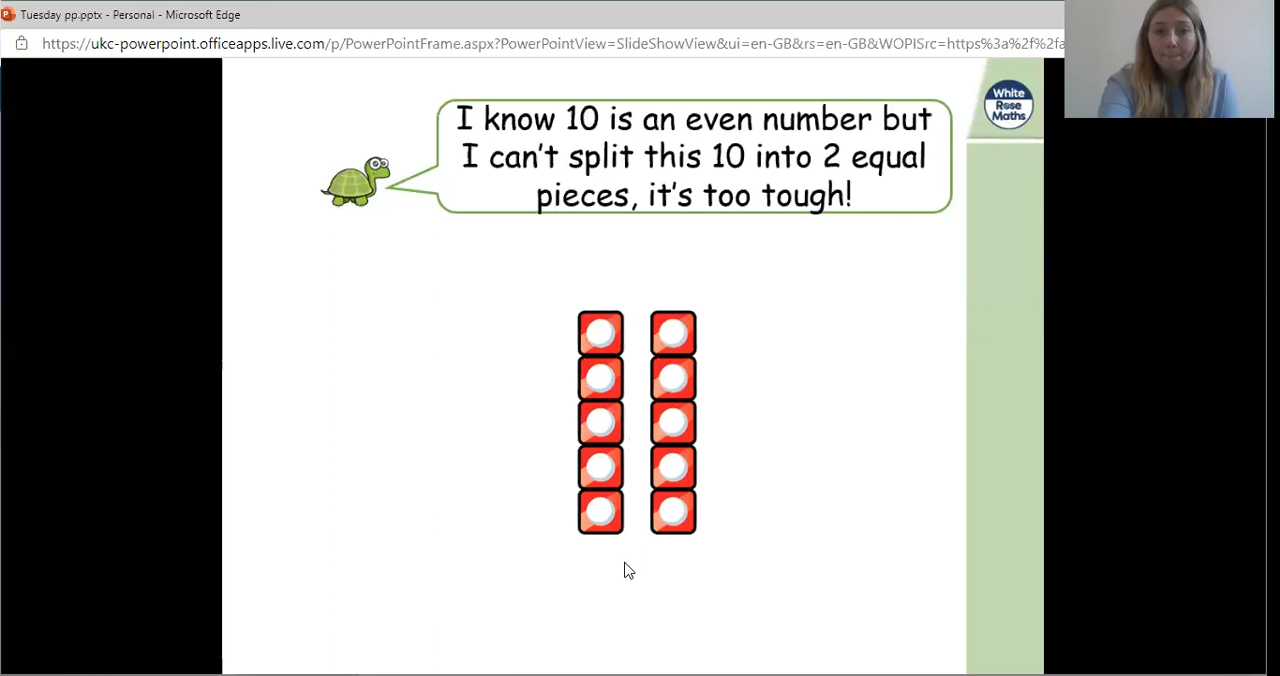 Tuesday pp.pptx - Personal - Microsoft Edge
https://ukc-powerpoint.officeapps.live.com/p/PowerPointFrame.aspx?PowerPointView=SlideShowView&ui=en-GB&rs=en-GB&WOPISrc=https%3a%2f%2fa
White
Rose
Maths
I know 10 is an even number but
I can't split this 10 into 2 equal
pieces, it's too tough!